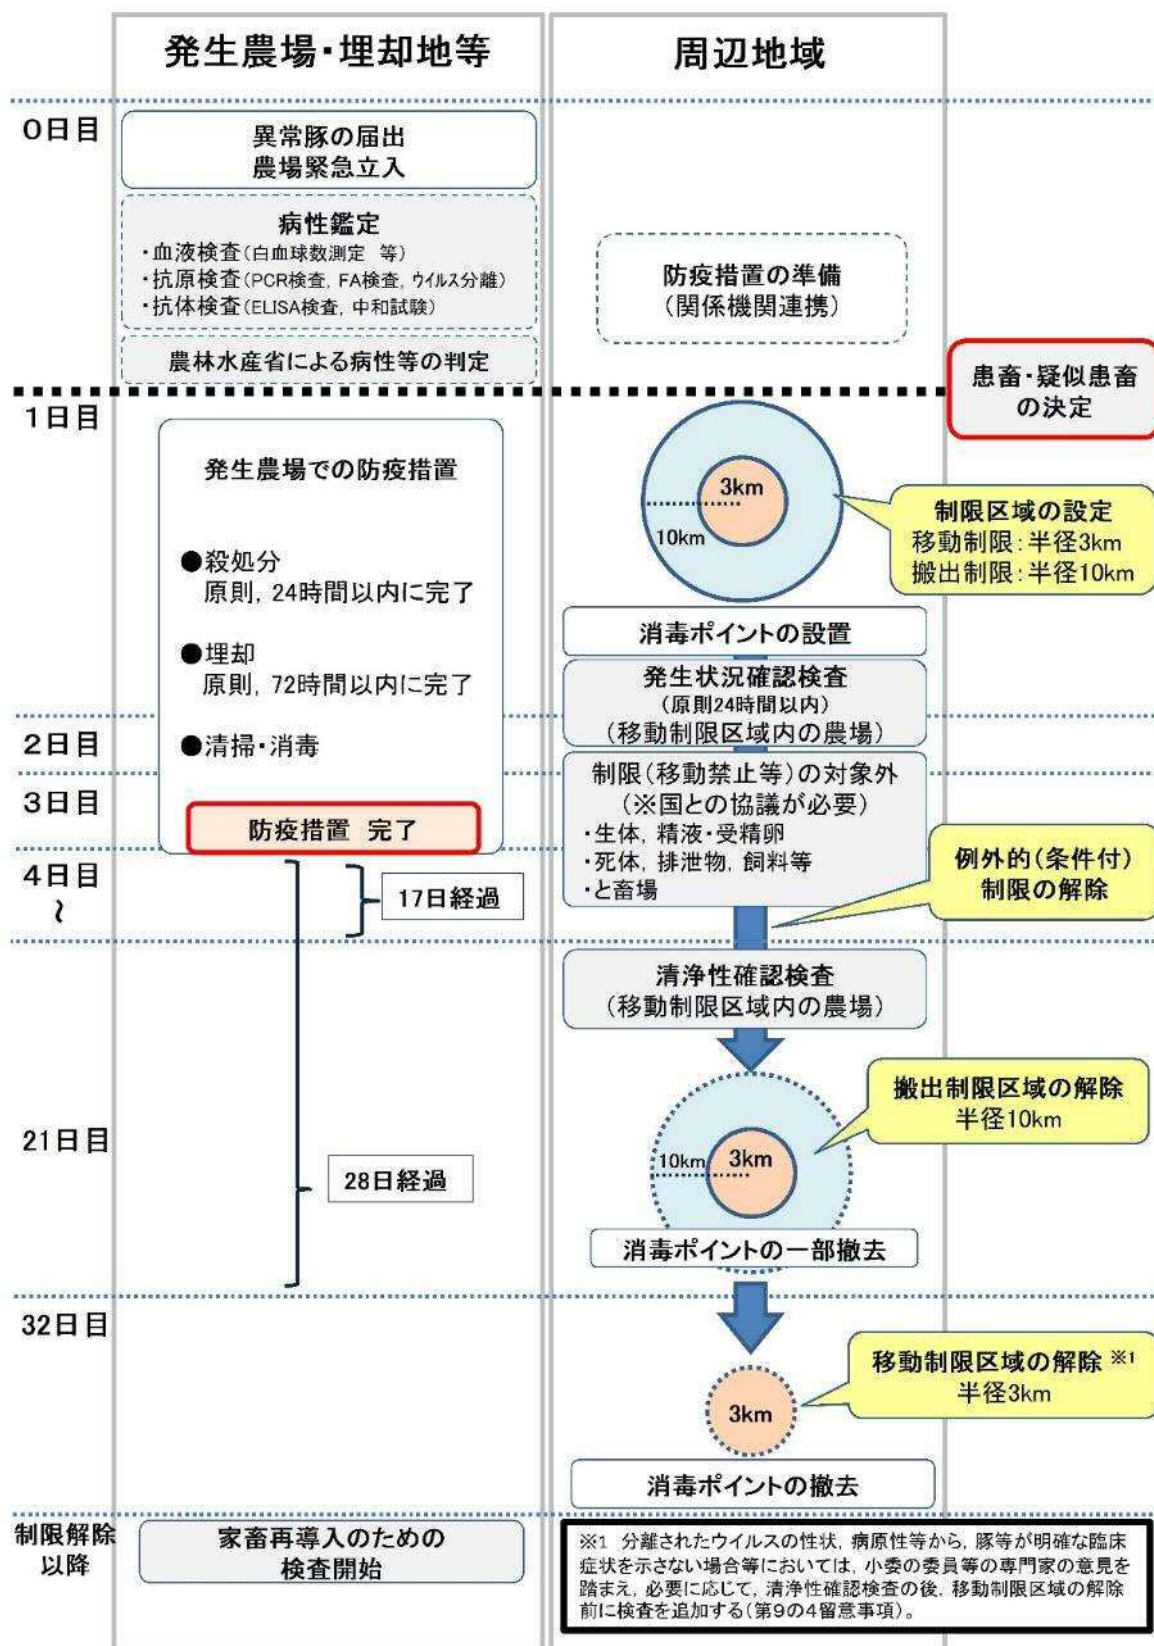 発生農場・埋却地等
周辺地域
0日目
異常豚の届出
農場緊急立入
病性鑑定
・血液検査(白血球数測定 等)
・抗原検査(PCR検査, FA検査, ウイルス分離)
・抗体検査(ELISA検査, 中和試験)
農林水産省による病性等の判定
防疫措置の準備
(関係機関連携)
患畜・疑似患畜
の決定
1日目
発生農場での防疫措置
●殺処分
原則, 24時間以内に完了
●埋却
原則, 72時間以内に完了
●清掃・消毒
防疫措置 完了
3km
10km
制限区域の設定
移動制限:半径3km
搬出制限:半径10km
消毒ポイントの設置
発生状況確認検査
(原則24時間以内)
(移動制限区域内の農場)
2日目
3日目
制限(移動禁止等)の対象外
(※国との協議が必要)
・生体, 精液・受精卵
・死体, 排泄物, 飼料等
・と畜場
4日目
~
17日経過
例外的(条件付)
制限の解除
清浄性確認検査
(移動制限区域内の農場)
21日目
28日経過
10km
3km
搬出制限区域の解除
半径10km
消毒ポイントの一部撤去
32日目
3km
移動制限区域の解除 ※1
半径3km
消毒ポイントの撤去
制限解除
以降
家畜再導入のための
検査開始
※1 分離されたウイルスの性状, 病原性等から, 豚等が明確な臨床
症状を示さない場合等においては, 小委の委員等の専門家の意見を
踏まえ, 必要に応じて, 清浄性確認検査の後, 移動制限区域の解除
前に検査を追加する(第9の4留意事項)。